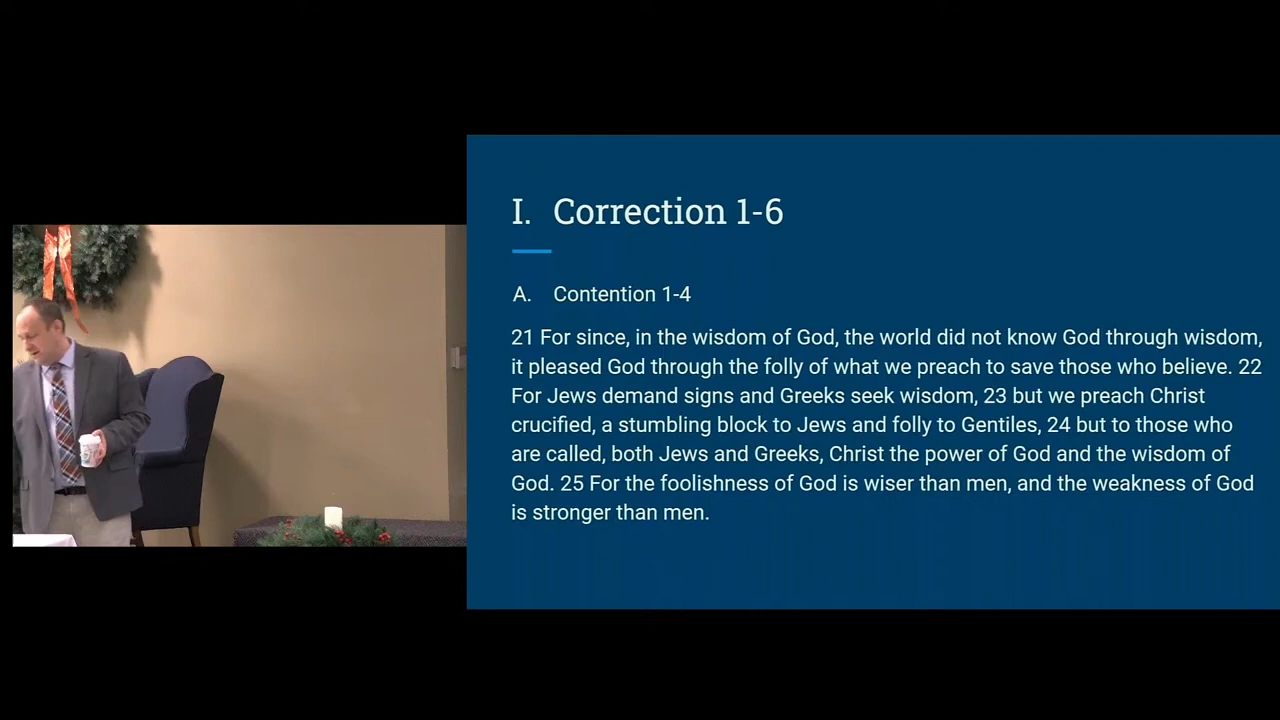 I. Correction 1-6
A. Contention 1-4
21 For since, in the wisdom of God, the world did not know God through wisdom,
it pleased God through the folly of what we preach to save those who believe. 22
For Jews demand signs and Greeks seek wisdom, 23 but we preach Christ
crucified, a stumbling block to Jews and folly to Gentiles, 24 but to those who
are called, both Jews and Greeks, Christ the power of God and the wisdom of
God. 25 For the foolishness of God is wiser than men, and the weakness of God
is stronger than men.